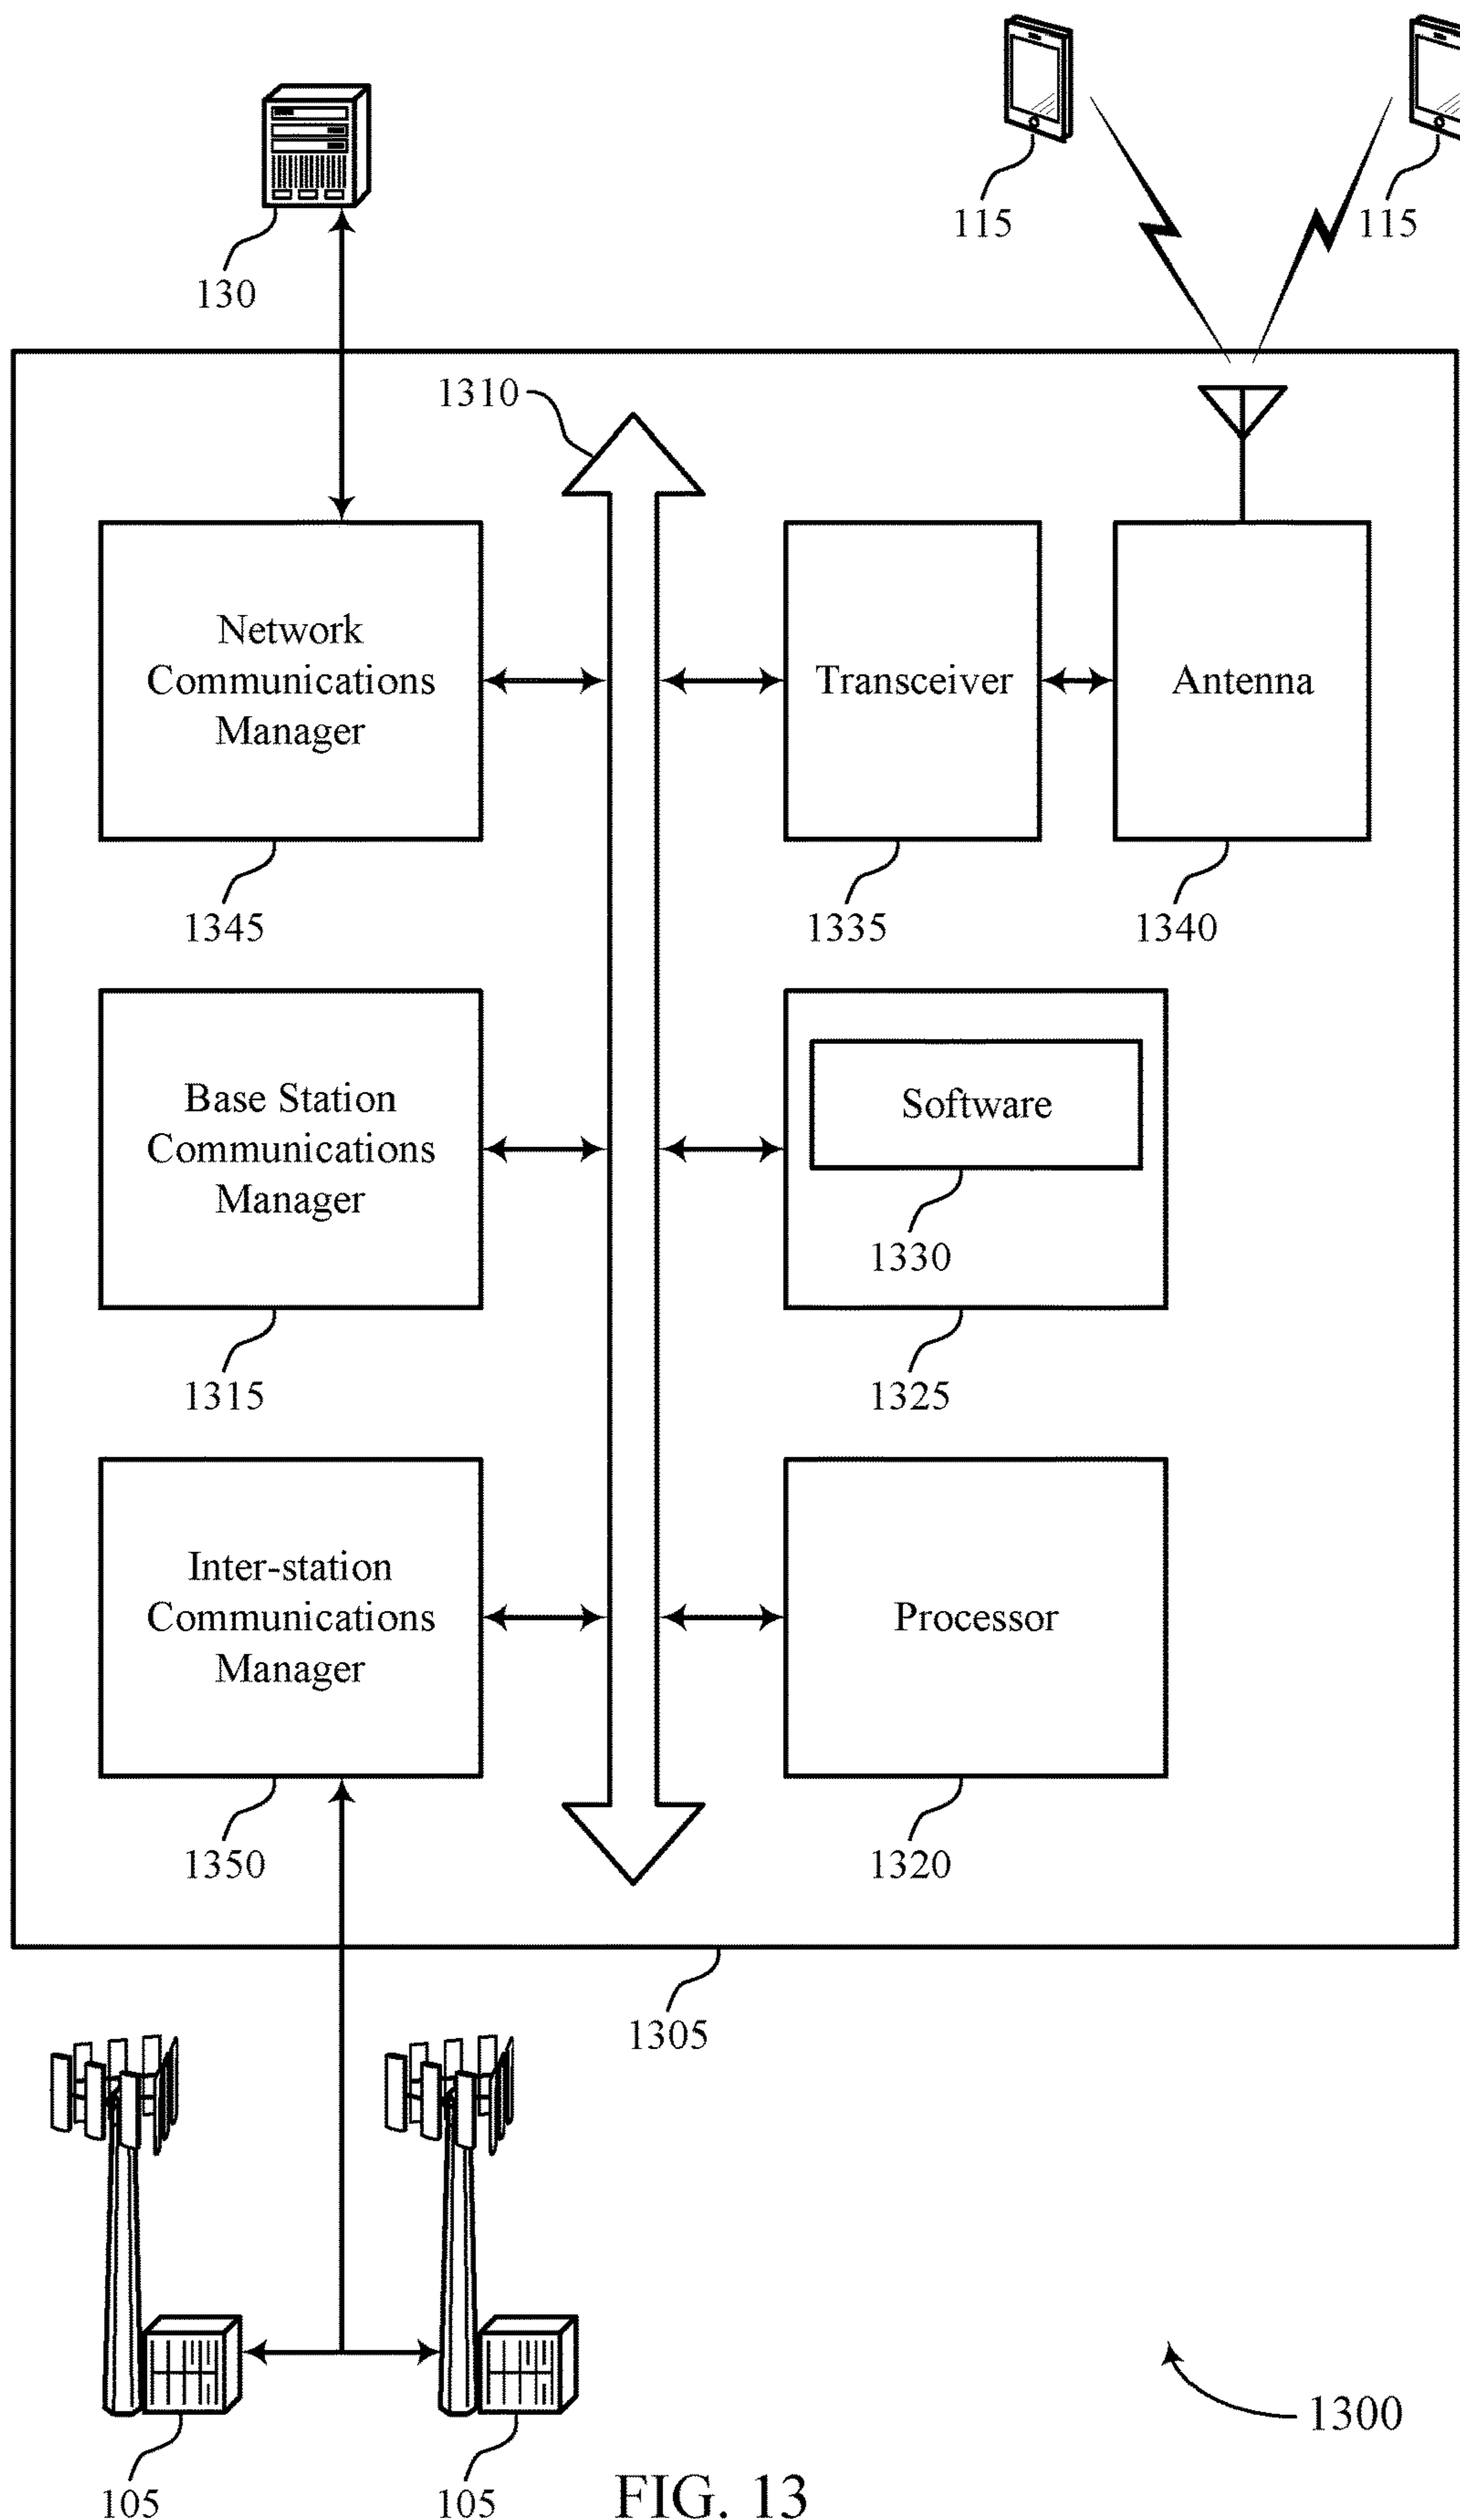 115
115
130
1310
Network
Communications
Manager
Transceiver
Antenna
1345
1335
1340
Base Station
Communications
Manager
Software
1330
1315
1325
Inter-station
Communications
Manager
Processor
1350
1320
1305
1300
105
105
FIG. 13